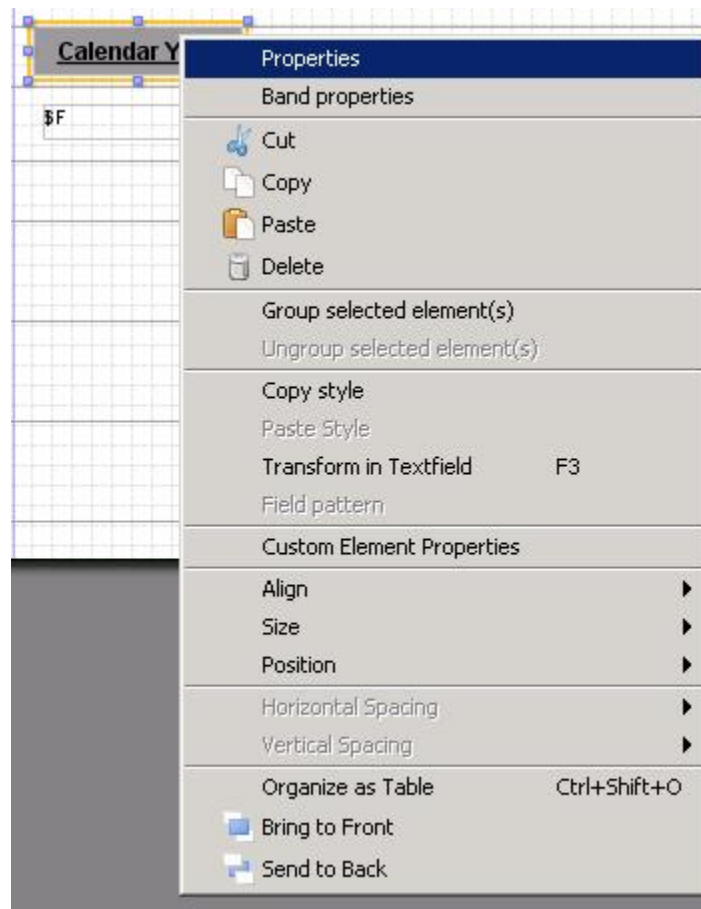 Calendar Y
Properties
Band properties
$F
Cut
Copy
Paste
Delete
Group selected element(s)
Ungroup selected element(s)
Copy style
Paste Style
Transform in Textfield F3
Field pattern
Custom Element Properties
Align
Size
Position
Horizontal Spacing
Vertical Spacing
Organize as Table Ctrl+Shift+O
Bring to Front
Send to Back